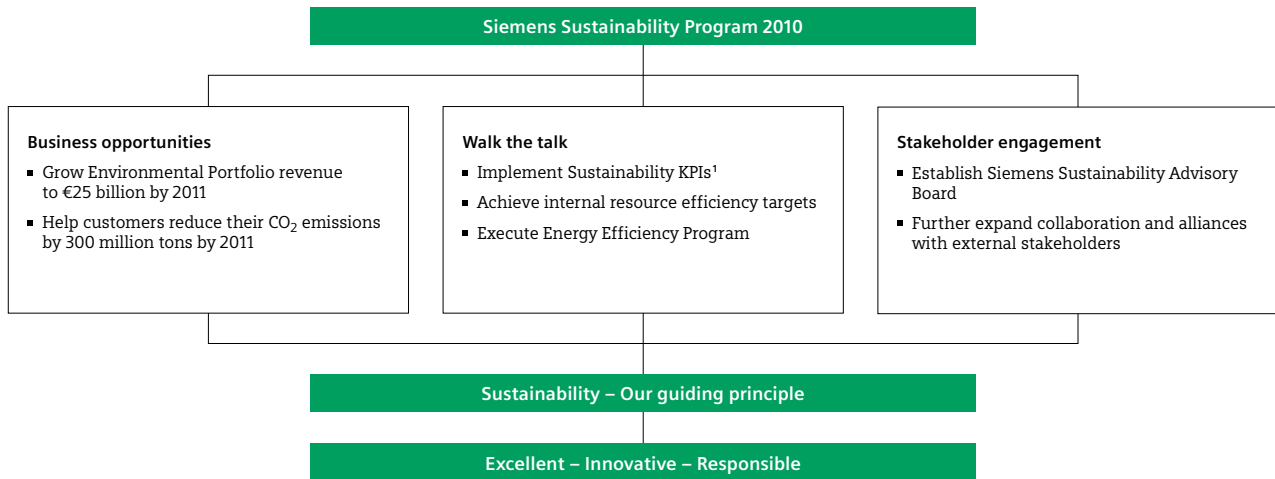 Siemens Sustainability Program 2010
Business opportunities
▪ Grow Environmental Portfolio revenue
to €25 billion by 2011
▪ Help customers reduce their CO₂ emissions
by 300 million tons by 2011
Walk the talk
▪ Implement Sustainability KPIs¹
▪ Achieve internal resource efficiency targets
▪ Execute Energy Efficiency Program
Stakeholder engagement
▪ Establish Siemens Sustainability Advisory
Board
▪ Further expand collaboration and alliances
with external stakeholders
Sustainability – Our guiding principle
Excellent – Innovative – Responsible